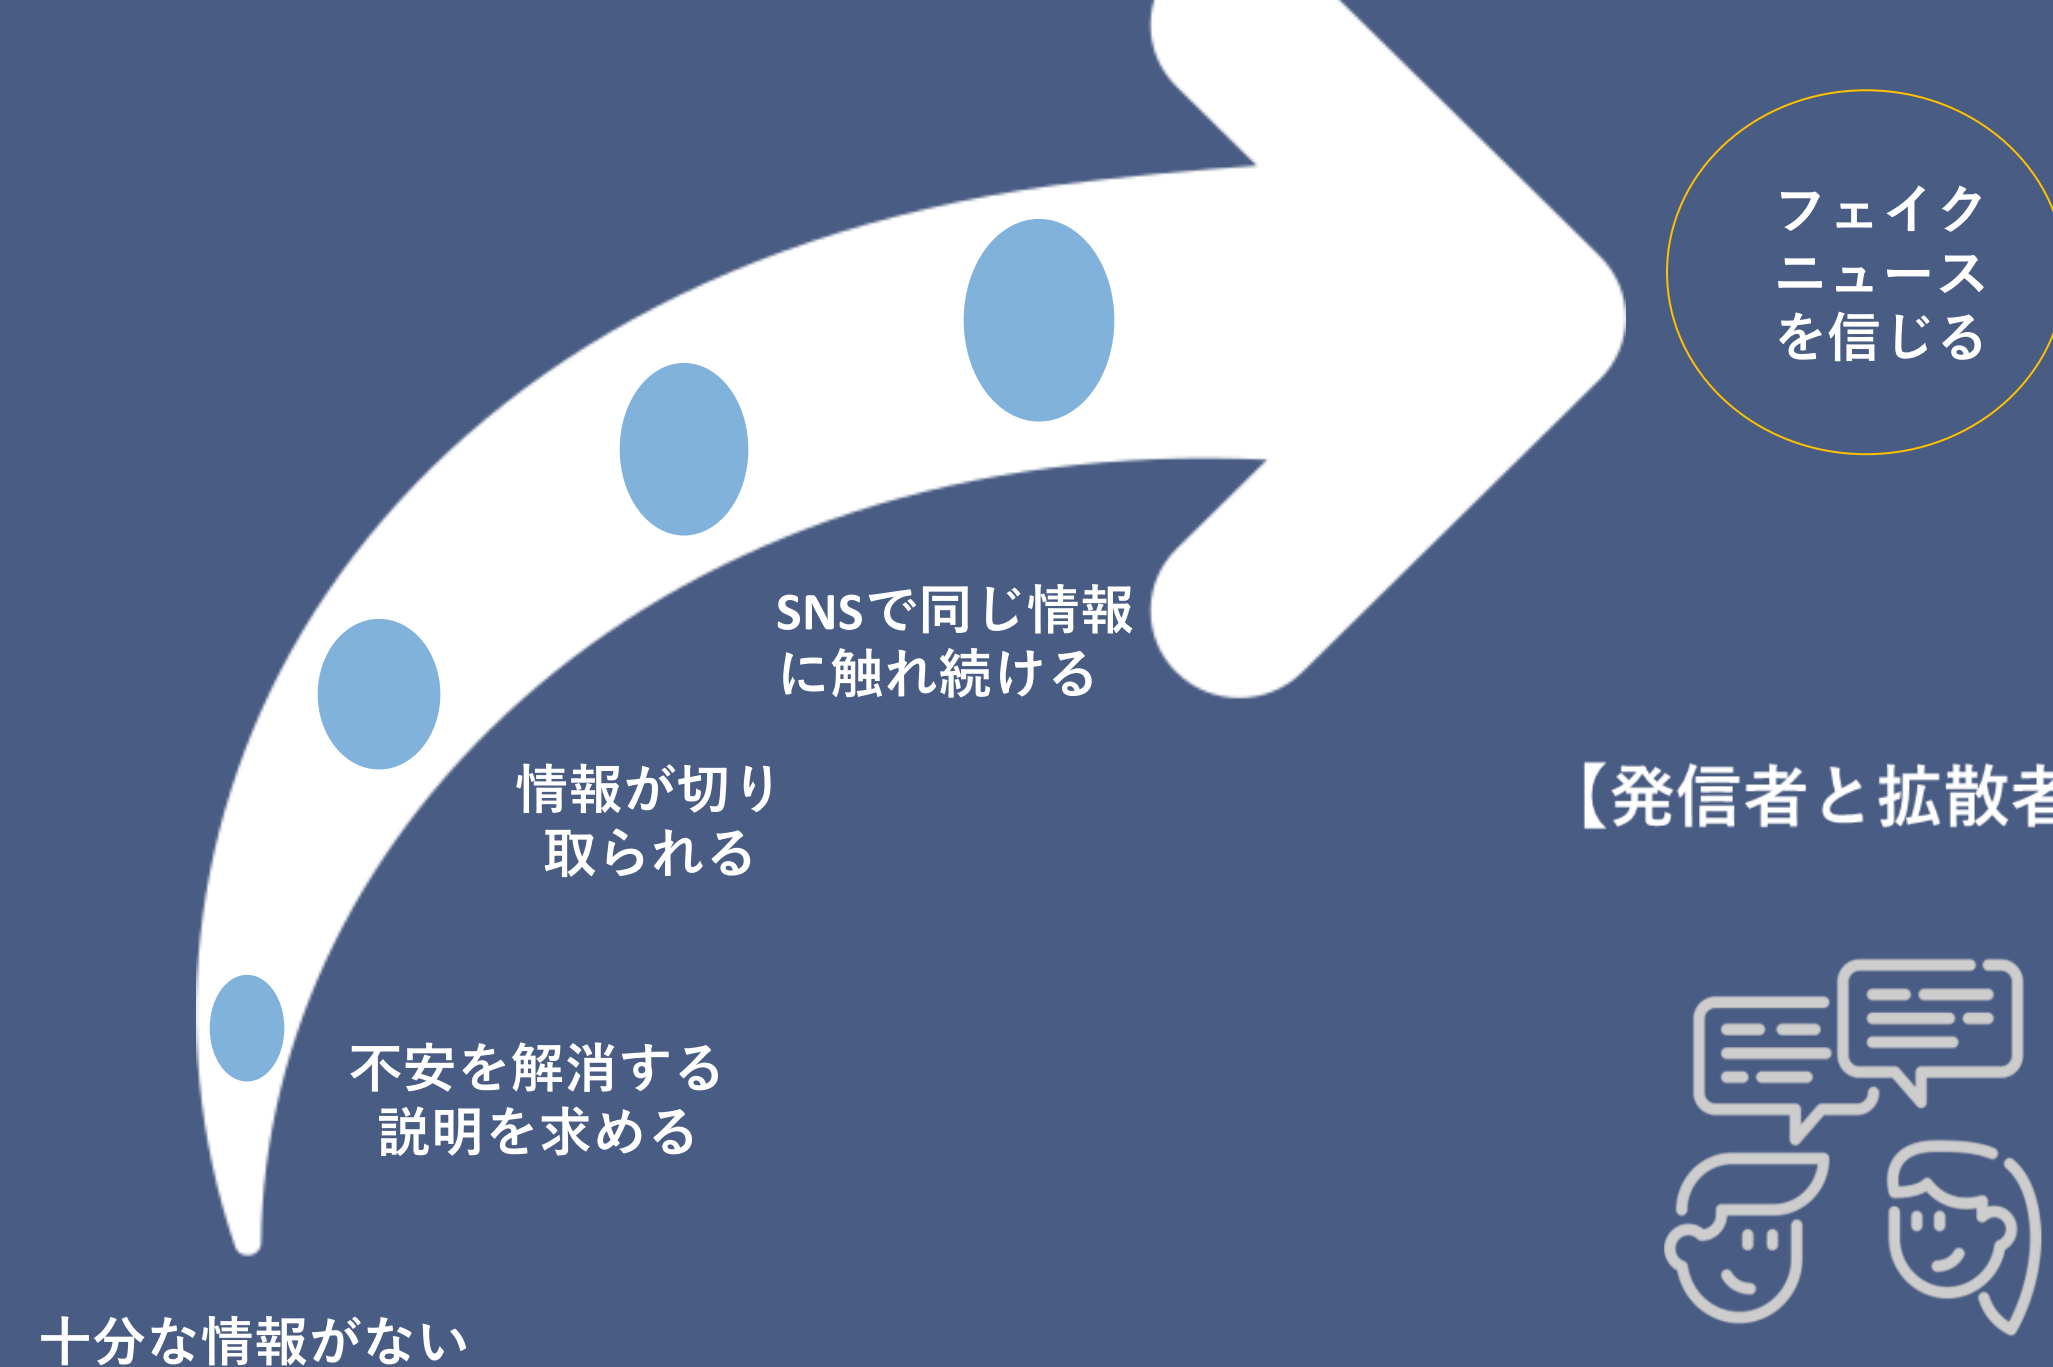 フェイク
ニュース
を信じる
SNSで同じ情報
に触れ続ける
情報が切り
取られる
【発信者と拡散者
不安を解消する
説明を求める
十分な情報がない